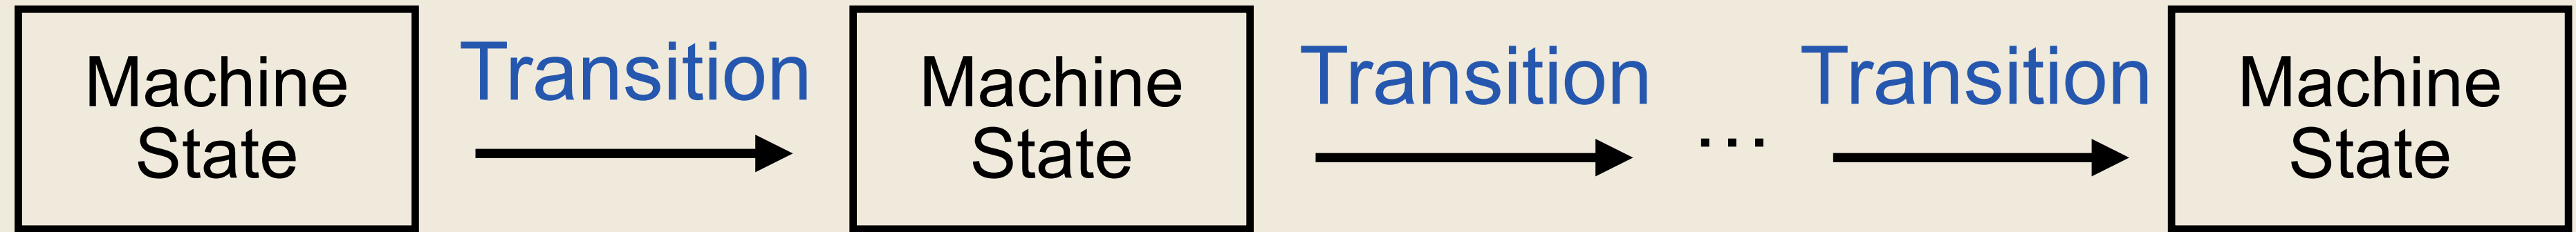 Machine
State
Transition
Machine
State
Transition
...
Transition
Machine
State